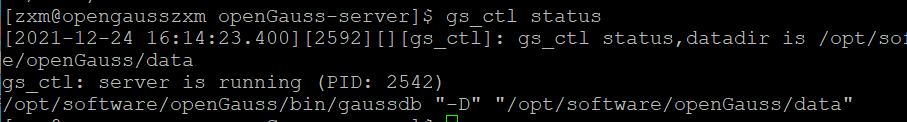 [zxm@opengausszxm openGauss-server]$ gs_ctl status
[2021-12-24 16:14:23.400][2592][][gs_ctl]: gs_ctl status,datadir is /opt/sof
e/openGauss/data
gs_ctl: server is running (PID: 2542)
/opt/software/openGauss/bin/gaussdb "-D" "/opt/software/openGauss/data"